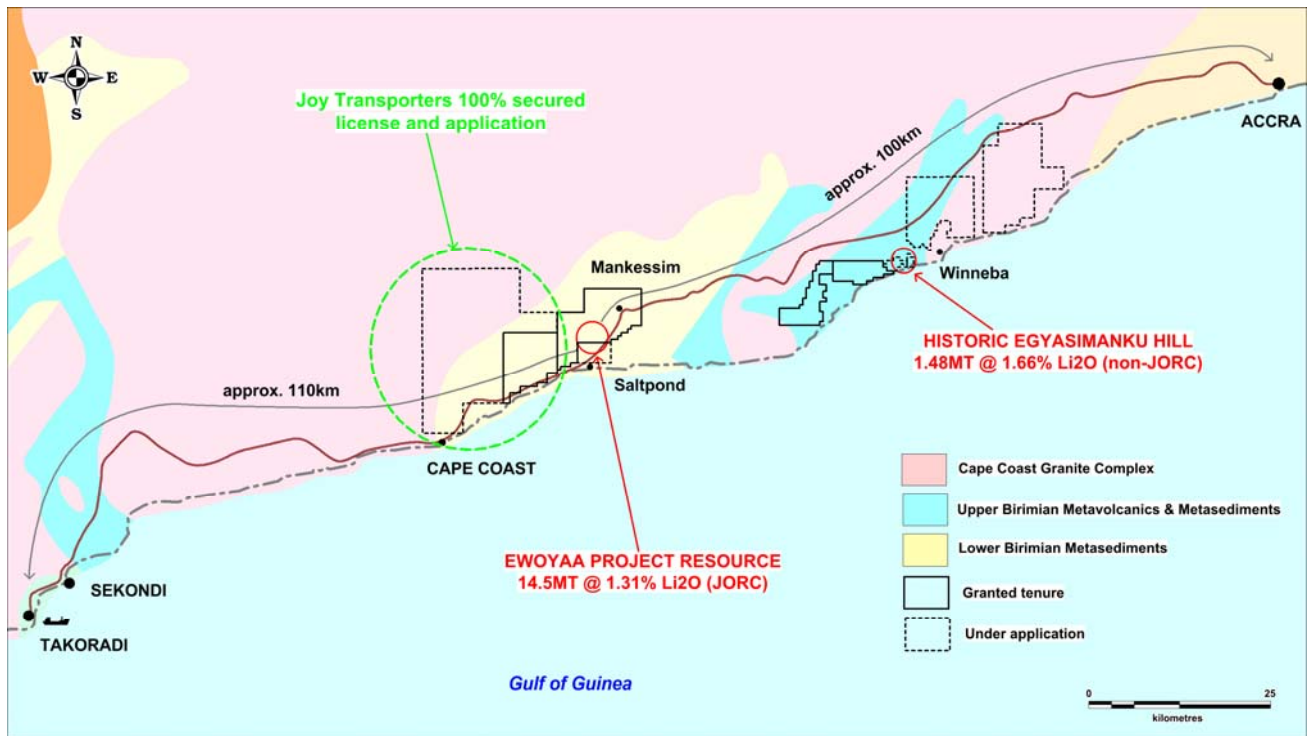 N
W
E
S
Joy Transporters 100% secured
license and application
approx. 100km
ACCRA
Mankessim
Winneba
HISTORIC EGYASIMANKU HILL
1.48MT @ 1.66% Li2O (non-JORC)
Saltpond
approx. 110km
CAPE COAST
EWOYAA PROJECT RESOURCE
14.5MT @ 1.31% Li2O (JORC)
SEKONDI
TAKORADI
Gulf of Guinea
Cape Coast Granite Complex
Upper Birimian Metavolcanics & Metasediments
Lower Birimian Metasediments
Granted tenure
Under application
0
25
kilometres